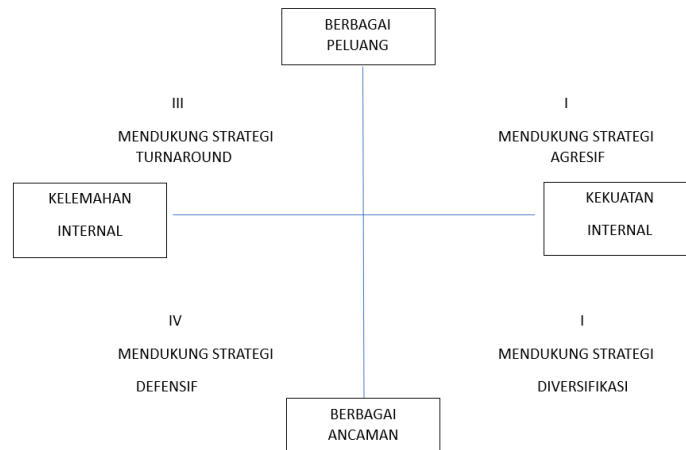 BERBAGAI
PELUANG
III
MENDUKUNG STRATEGI
TURNAROUND
I
MENDUKUNG STRATEGI
AGRESIF
KELEMAHAN
INTERNAL
KEKUATAN
INTERNAL
IV
MENDUKUNG STRATEGI
DEFENSIF
I
MENDUKUNG STRATEGI
DIVERSIFIKASI
BERBAGAI
ANCAMAN